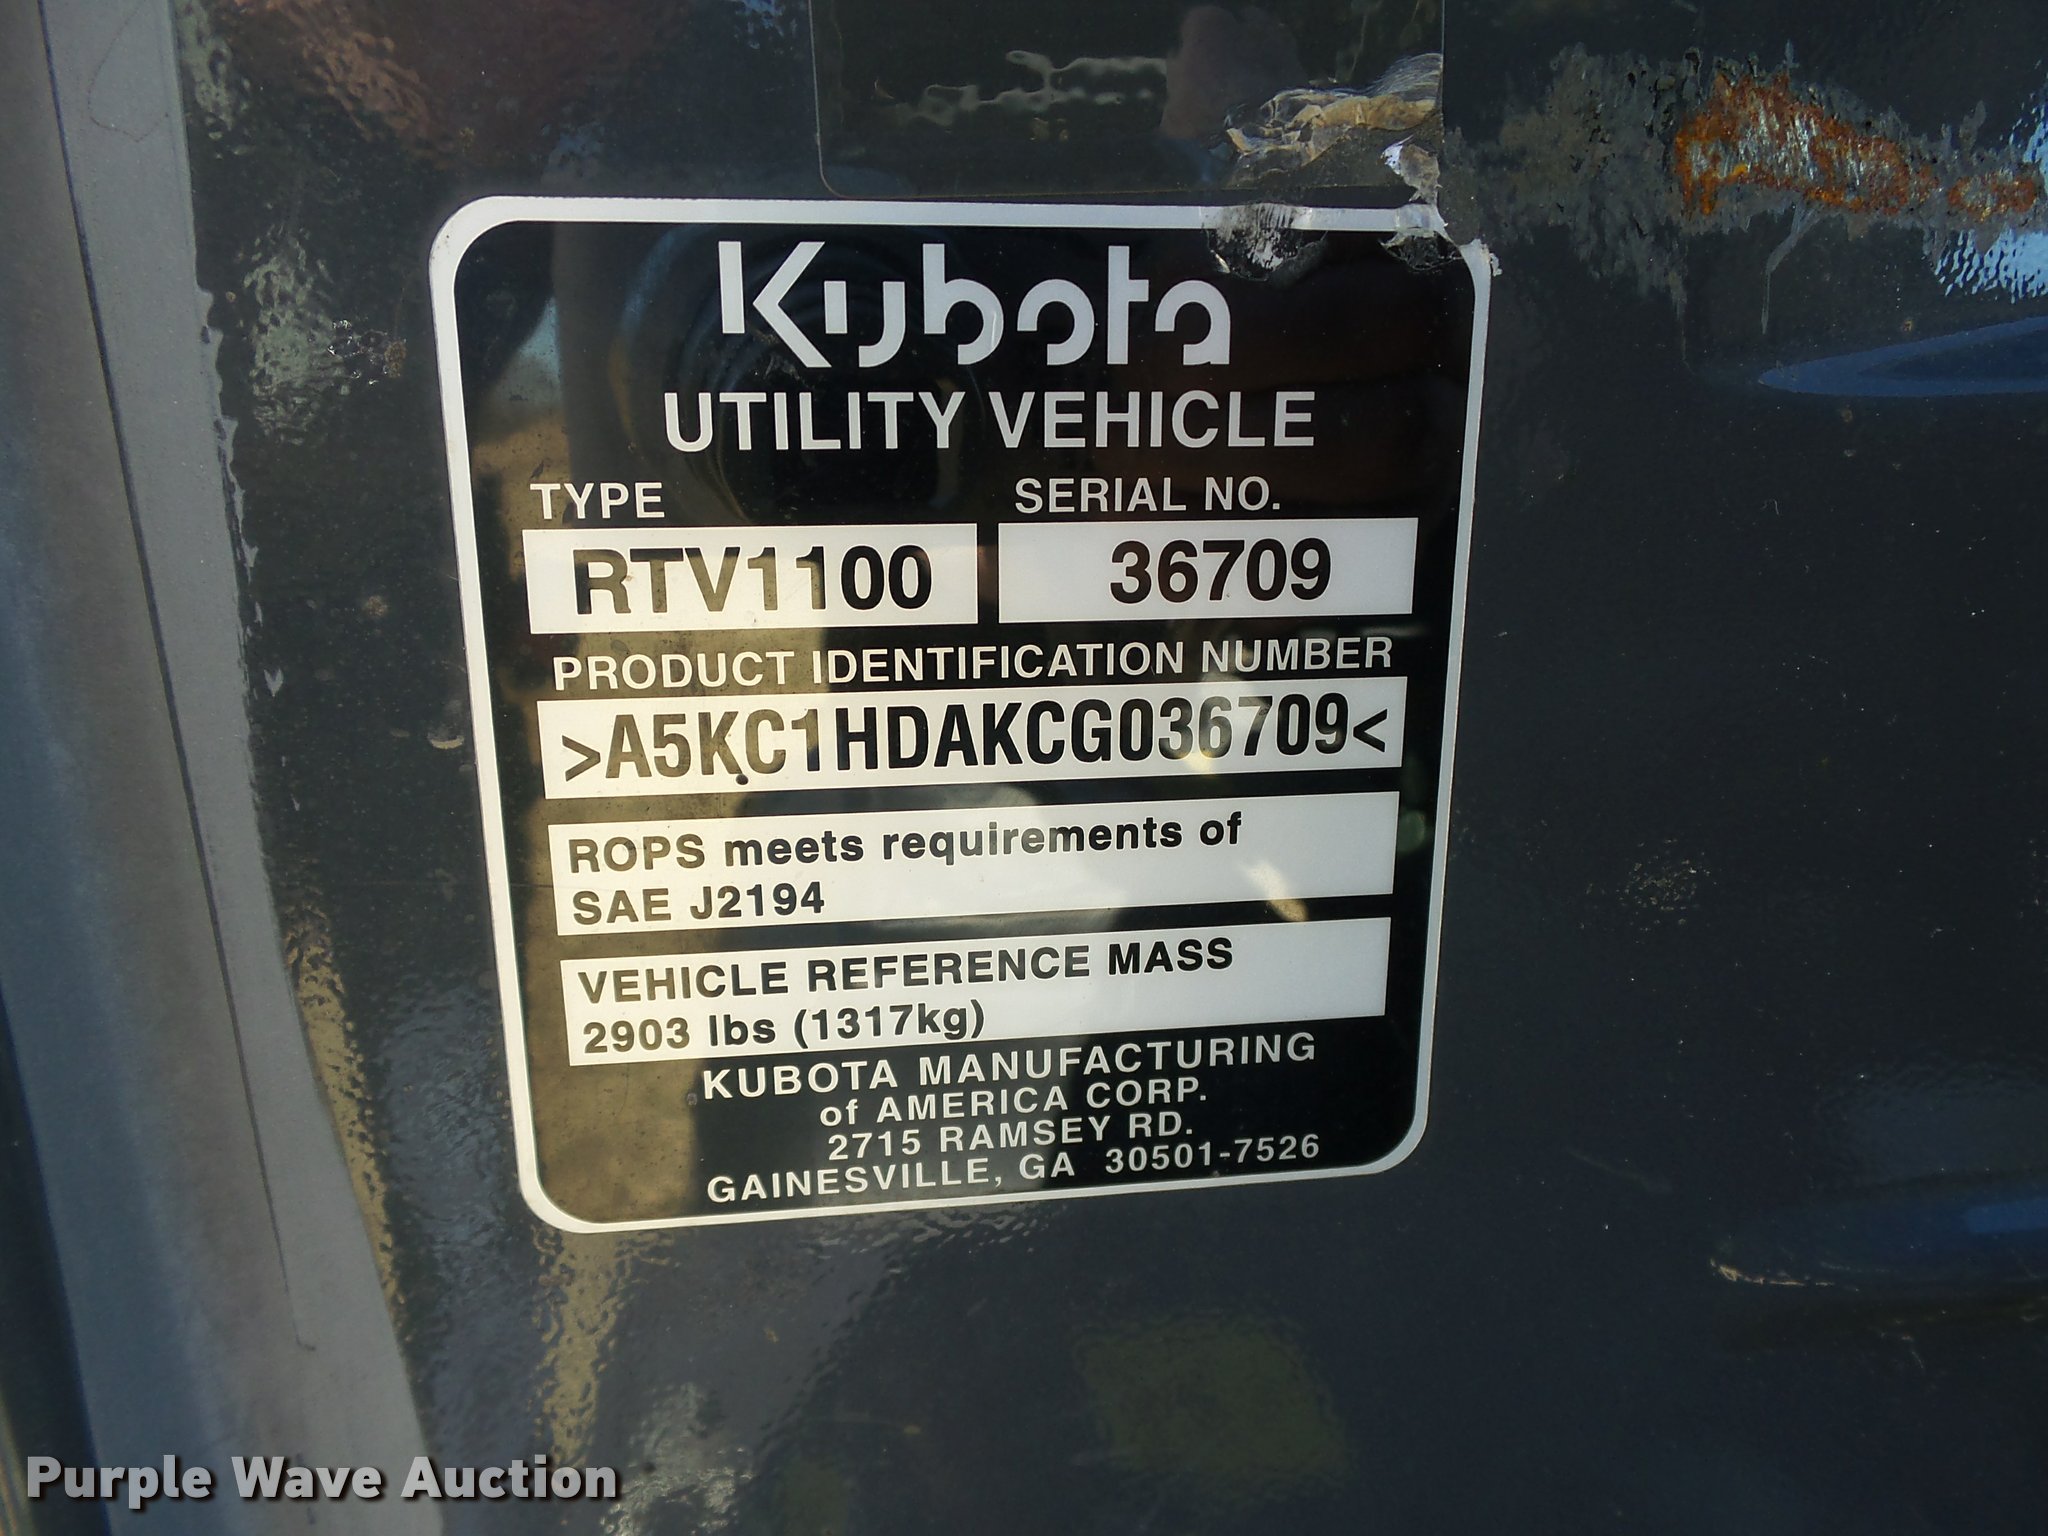 Kubota
UTILITY VEHICLE
TYPE SERIAL NO.
RTV1100 36709
PRODUCT IDENTIFICATION NUMBER
>A5KC1HDAKCG036709<
ROPS meets requirements of
SAE J2194
VEHICLE REFERENCE MASS
2903 lbs (1317kg)
KUBOTA MANUFACTURING
of AMERICA CORP.
2715 RAMSEY RD.
GAINESVILLE, GA 30501-7526
Purple Wave Auction